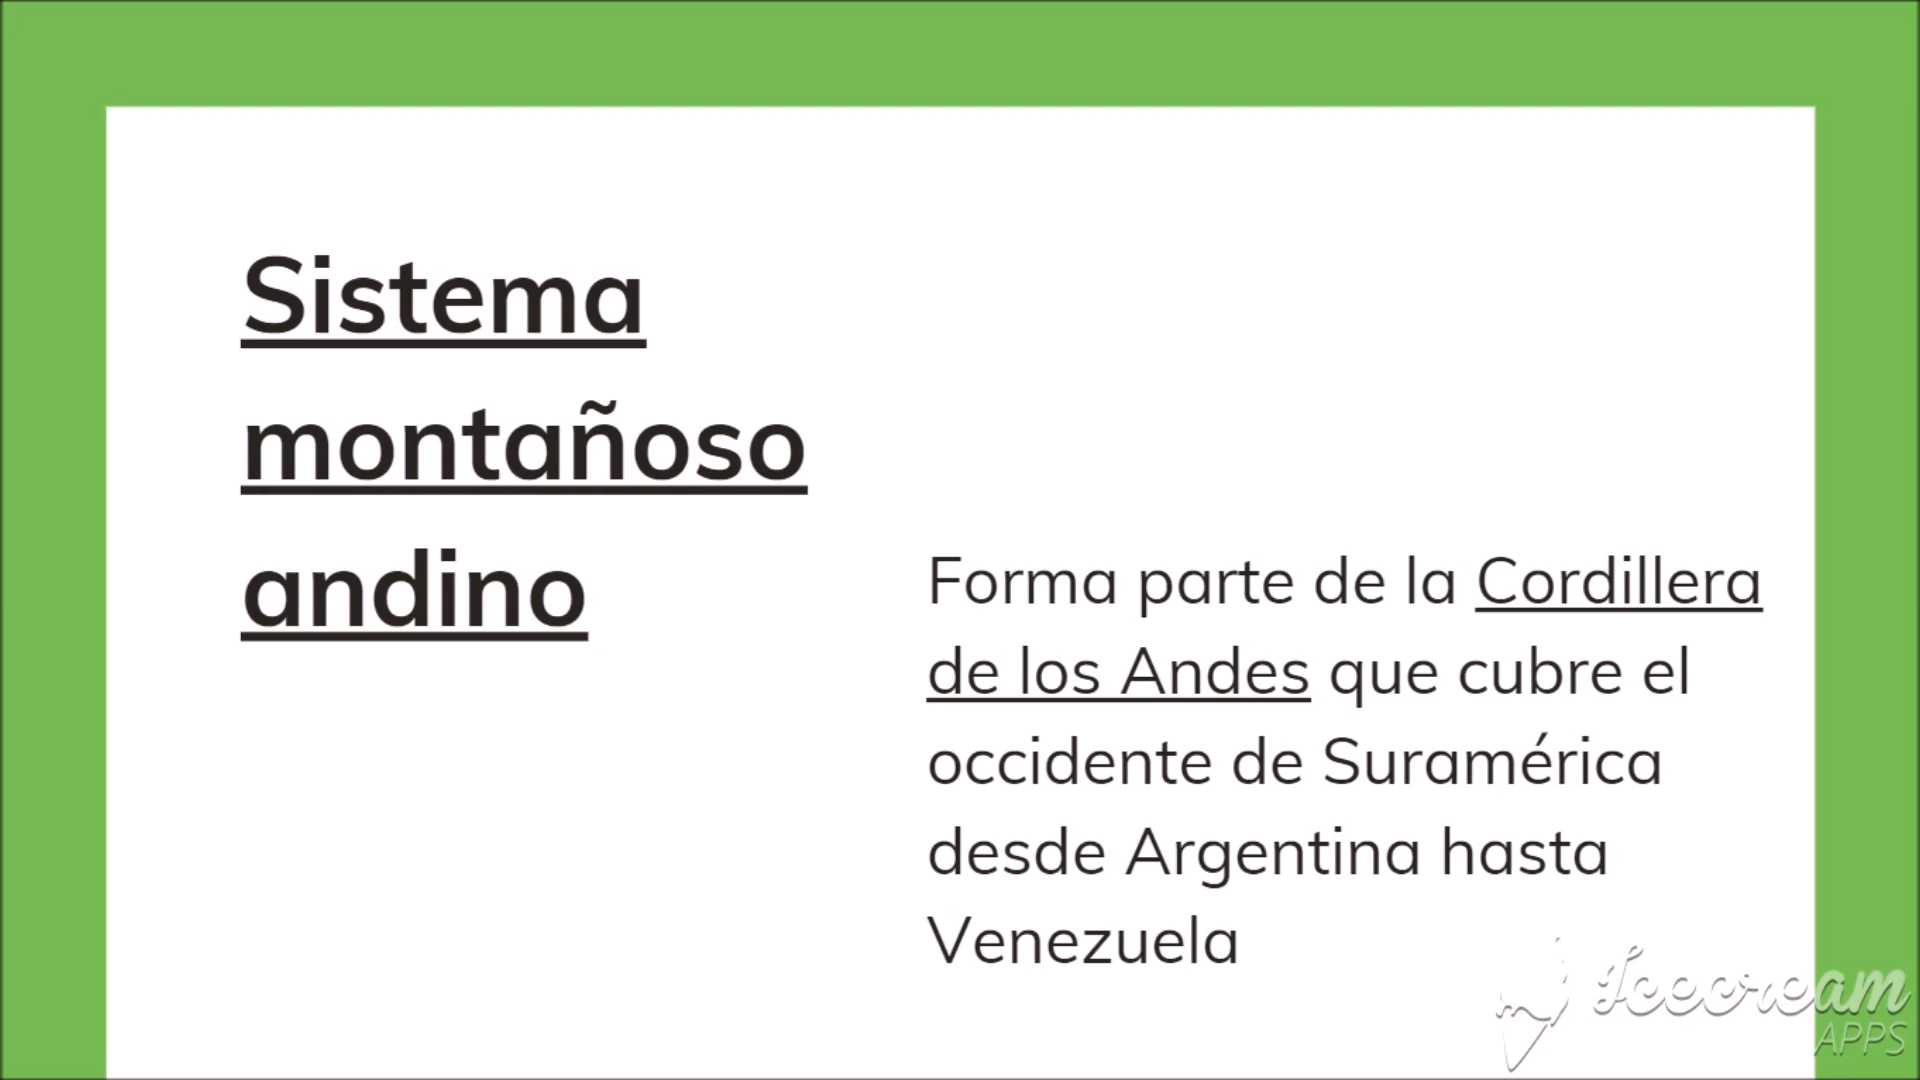 Sistema
montañoso
andino
Forma parte de la Cordillera
de los Andes que cubre el
occidente de Suramérica
desde Argentina hasta
Venezuela
Icecream
APPS